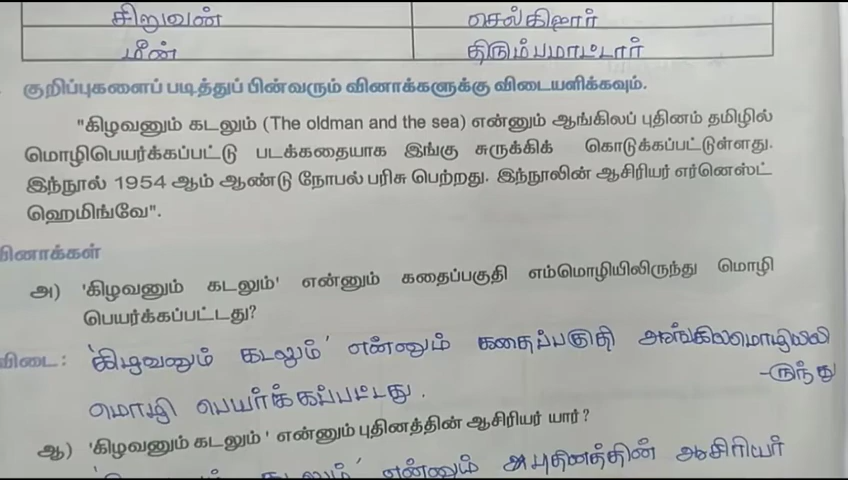 சிறுவன் செல்கிறார்
மீன் திரும்பமாட்டார்
குறிப்புகளைப் படித்துப் பின்வரும் வினாக்களுக்கு விடையளிக்கவும்.
"கிழவனும் கடலும் (The oldman and the sea) என்னும் ஆங்கிலப் புதினம் தமிழில்
மொழிபெயர்க்கப்பட்டு படக்கதையாக இங்கு சுருக்கிக் கொடுக்கப்பட்டுள்ளது.
இந்நூல் 1954 ஆம் ஆண்டு நோபல் பரிசு பெற்றது. இந்நூலின் ஆசிரியர் எர்னெஸ்ட்
ஹெமிங்வே".
வினாக்கள்
அ) 'கிழவனும் கடலும்' என்னும் கதைப்பகுதி எம்மொழியிலிருந்து மொழி
பெயர்க்கப்பட்டது?
விடை: 'கிழவனும் கடலும்' என்னும் கதைப்பகுதி ஆங்கிலமொழியிலி
-ருந்து
மொழி பெயர்க்கப்பட்டது.
ஆ) 'கிழவனும் கடலும்' என்னும் புதினத்தின் ஆசிரியர் யார்?
கடலும்' என்னும் புதினத்தின் ஆசிரியர்